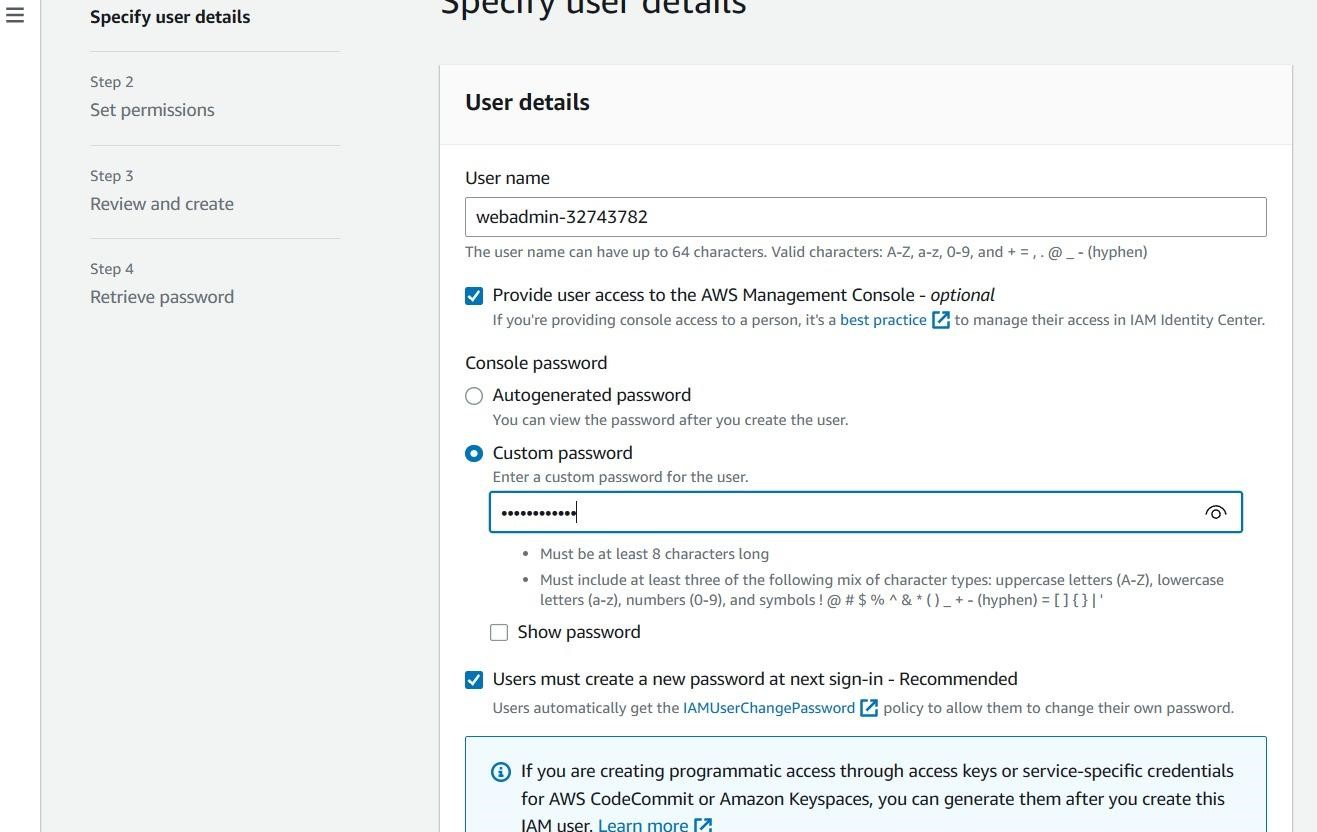 Specify user details
Step 2
Set permissions
Step 3
Review and create
Step 4
Retrieve password
Specify user details
User details
User name
webadmin-32743782
The user name can have up to 64 characters. Valid characters: A-Z, a-z, 0-9, and + = , . @ _ - (hyphen)
Provide user access to the AWS Management Console - optional
If you're providing console access to a person, it's a best practice to manage their access in IAM Identity Center.
Console password
Autogenerated password
You can view the password after you create the user.
Custom password
Enter a custom password for the user.
••••••••••••
• Must be at least 8 characters long
• Must include at least three of the following mix of character types: uppercase letters (A-Z), lowercase
letters (a-z), numbers (0-9), and symbols ! @ # $ % ^ & * ( ) _ + - (hyphen) = [ ] { } | '
Show password
Users must create a new password at next sign-in - Recommended
Users automatically get the IAMUserChangePassword policy to allow them to change their own password.
If you are creating programmatic access through access keys or service-specific credentials
for AWS CodeCommit or Amazon Keyspaces, you can generate them after you create this
IAM user. Learn more